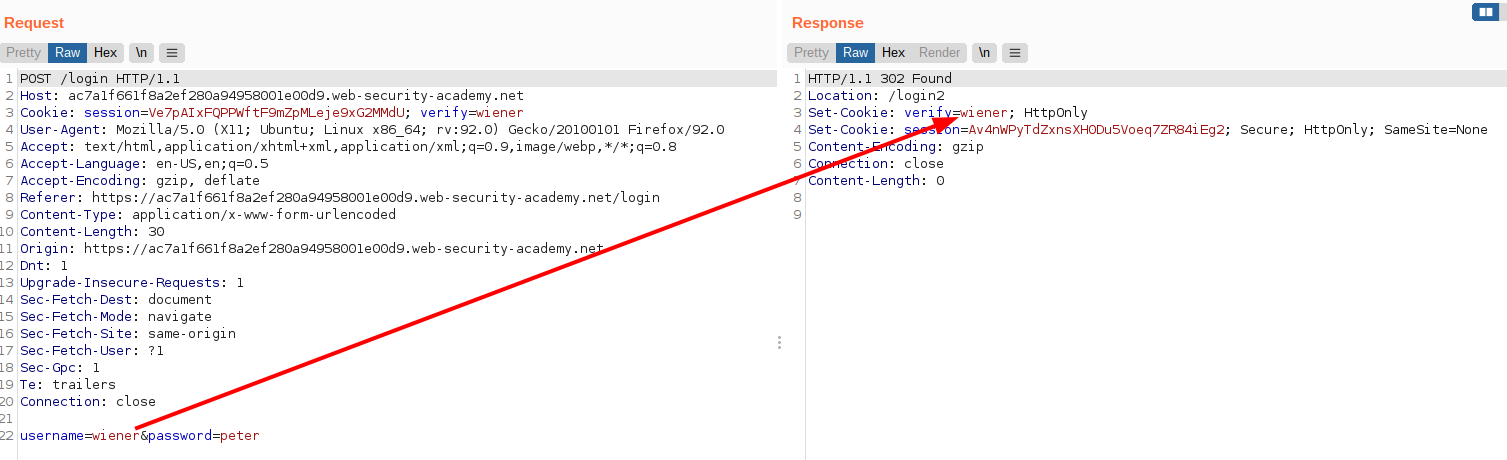 Request
Pretty Raw Hex \n
1 POST /login HTTP/1.1
2 Host: ac7a1f661f8a2ef280a94958001e00d9.web-security-academy.net
3 Cookie: session=Ve7pAIxFQPPWftF9mZpMLeje9xG2MMdU; verify=wiener
4 User-Agent: Mozilla/5.0 (X11; Ubuntu; Linux x86_64; rv:92.0) Gecko/20100101 Firefox/92.0
5 Accept: text/html,application/xhtml+xml,application/xml;q=0.9,image/webp,*/*;q=0.8
6 Accept-Language: en-US,en;q=0.5
7 Accept-Encoding: gzip, deflate
8 Referer: https://ac7a1f661f8a2ef280a94958001e00d9.web-security-academy.net/login
9 Content-Type: application/x-www-form-urlencoded
10 Content-Length: 30
11 Origin: https://ac7a1f661f8a2ef280a94958001e00d9.web-security-academy.net
12 Dnt: 1
13 Upgrade-Insecure-Requests: 1
14 Sec-Fetch-Dest: document
15 Sec-Fetch-Mode: navigate
16 Sec-Fetch-Site: same-origin
17 Sec-Fetch-User: ?1
18 Sec-Gpc: 1
19 Te: trailers
20 Connection: close
21
22 username=wiener&password=peter
Response
Pretty Raw Hex Render \n
1 HTTP/1.1 302 Found
2 Location: /login2
3 Set-Cookie: verify=wiener; HttpOnly
4 Set-Cookie: session=Av4nWPyTdZxnsXHODu5Voeq7ZR84iEg2; Secure; HttpOnly; SameSite=None
5 Content-Encoding: gzip
6 Connection: close
7 Content-Length: 0
8
9